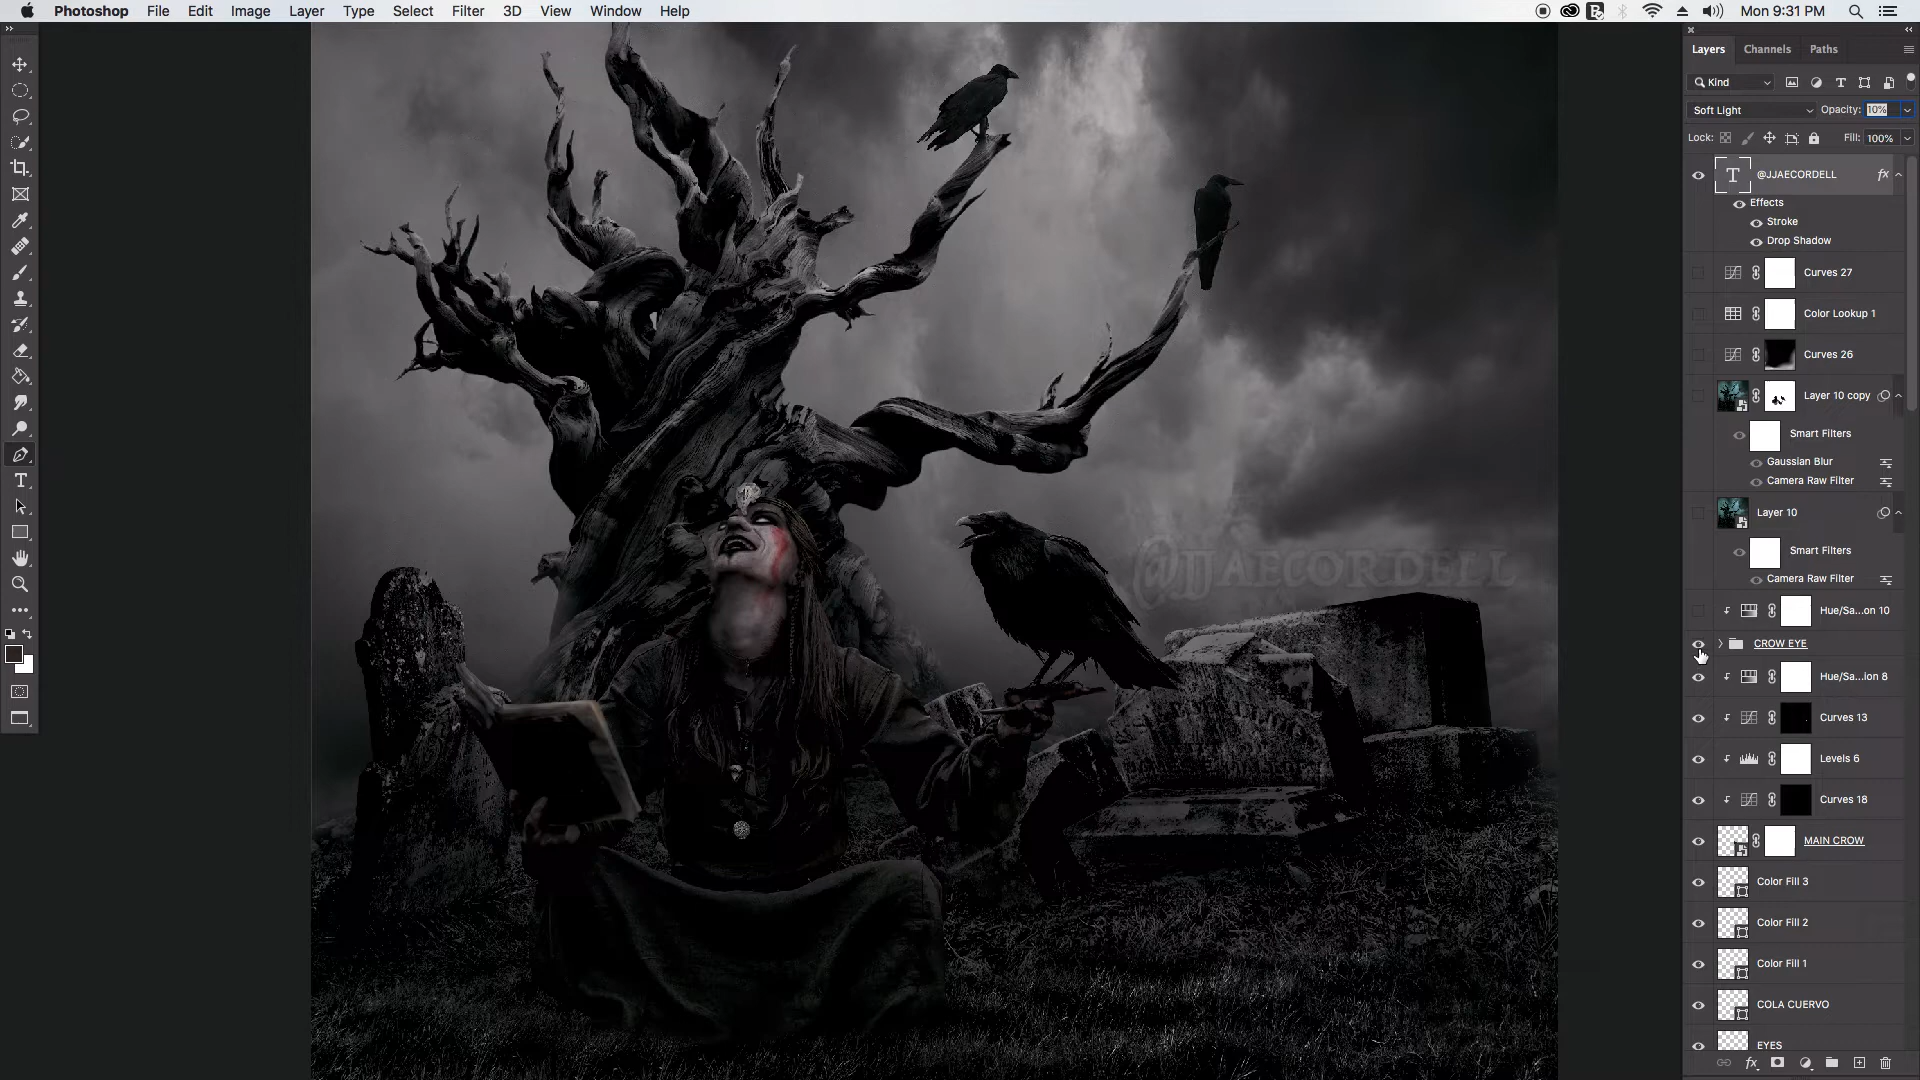 Photoshop File Edit Image Layer Type Select Filter 3D View Window Help Mon 9:31 PM
Layers Channels Paths
Kind
Soft Light Opacity: 10%
Lock: Fill: 100%
@JJAECORDELL fx
Effects
Stroke
Drop Shadow
Curves 27
Color Lookup 1
Curves 26
Layer 10 copy
Smart Filters
Gaussian Blur
Camera Raw Filter
Layer 10
Smart Filters
Camera Raw Filter
@JJAECORDELL
Hue/Sa...on 10
CROW EYE
Hue/Sa...ion 8
Curves 13
Levels 6
Curves 18
MAIN CROW
Color Fill 3
Color Fill 2
Color Fill 1
COLA CUERVO
EYES
fx